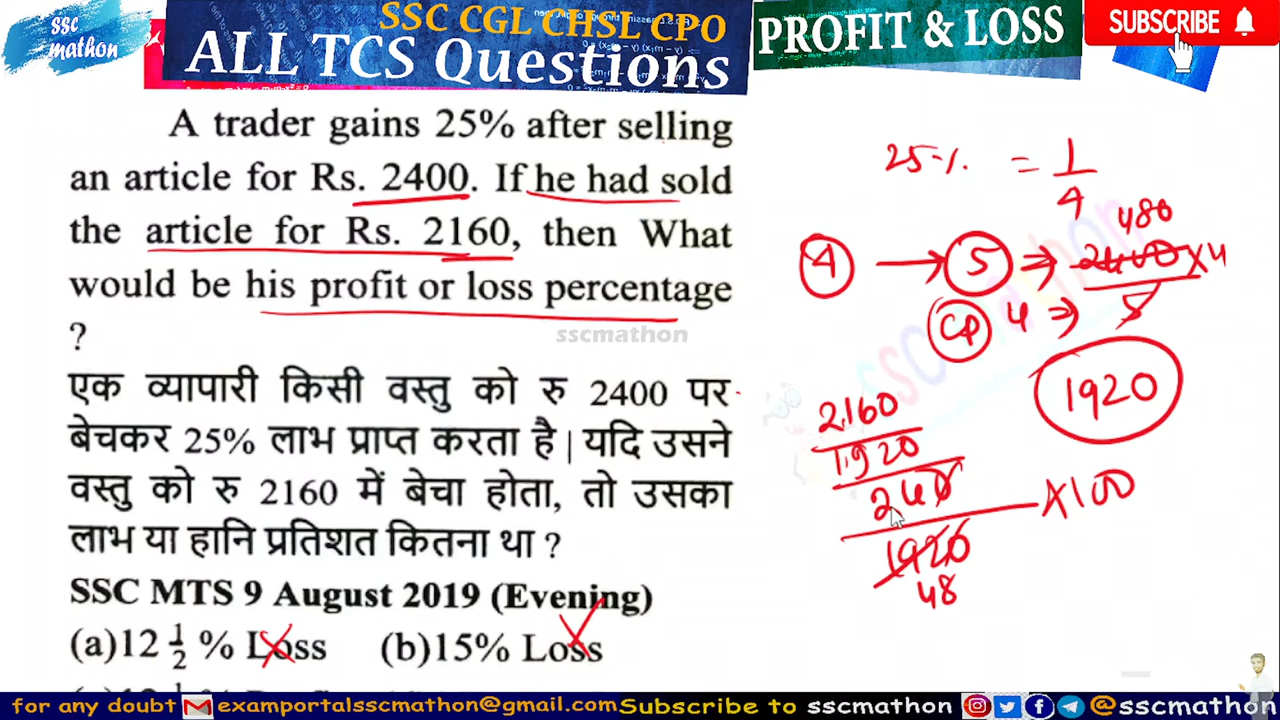 SSC
mathon
SSC CGL CHSL CPO
ALL TCS Questions
PROFIT & LOSS
SUBSCRIBE
A trader gains 25% after selling
an article for Rs. 2400. If he had sold
the article for Rs. 2160, then What
would be his profit or loss percentage
?
एक व्यापारी किसी वस्तु को रु 2400 पर
बेचकर 25% लाभ प्राप्त करता है | यदि उसने
वस्तु को रु 2160 में बेचा होता, तो उसका
लाभ या हानि प्रतिशत कितना था ?
SSC MTS 9 August 2019 (Evening)
(a)12 1/2 % Loss (b)15% Loss
sscmathon
25% = 1/4
480
4 → 5 ⇒ 2400 ×4
CP 4 ⇒ 5
1920
2160
1920
240 ×100
1920
48
for any doubt examportalsscmathon@gmail.com Subscribe to sscmathon @sscmathon